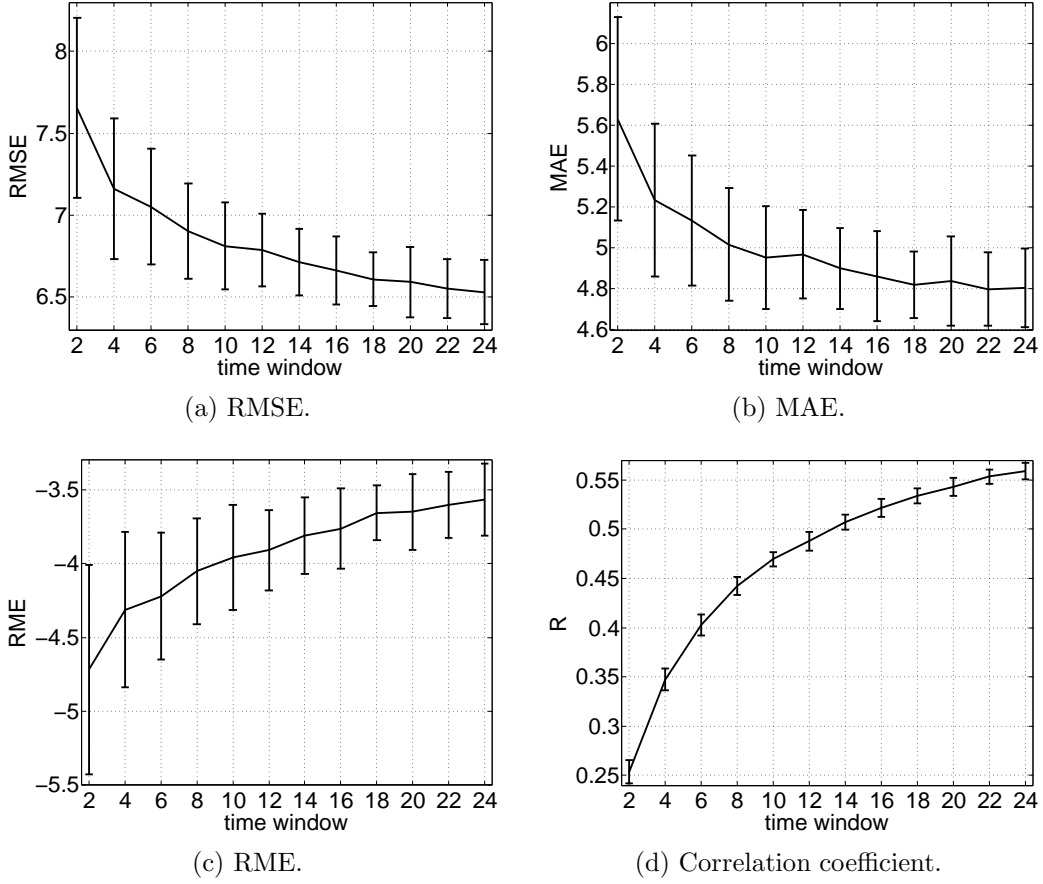 8
7.5
7
6.5
RMSE
2 4 6 8 10 12 14 16 18 20 22 24
time window
(a) RMSE.
6
5.8
5.6
5.4
5.2
5
4.8
4.6
MAE
2 4 6 8 10 12 14 16 18 20 22 24
time window
(b) MAE.
−3.5
−4
−4.5
−5
−5.5
RME
2 4 6 8 10 12 14 16 18 20 22 24
time window
(c) RME.
0.55
0.5
0.45
0.4
0.35
0.3
0.25
R
2 4 6 8 10 12 14 16 18 20 22 24
time window
(d) Correlation coefficient.